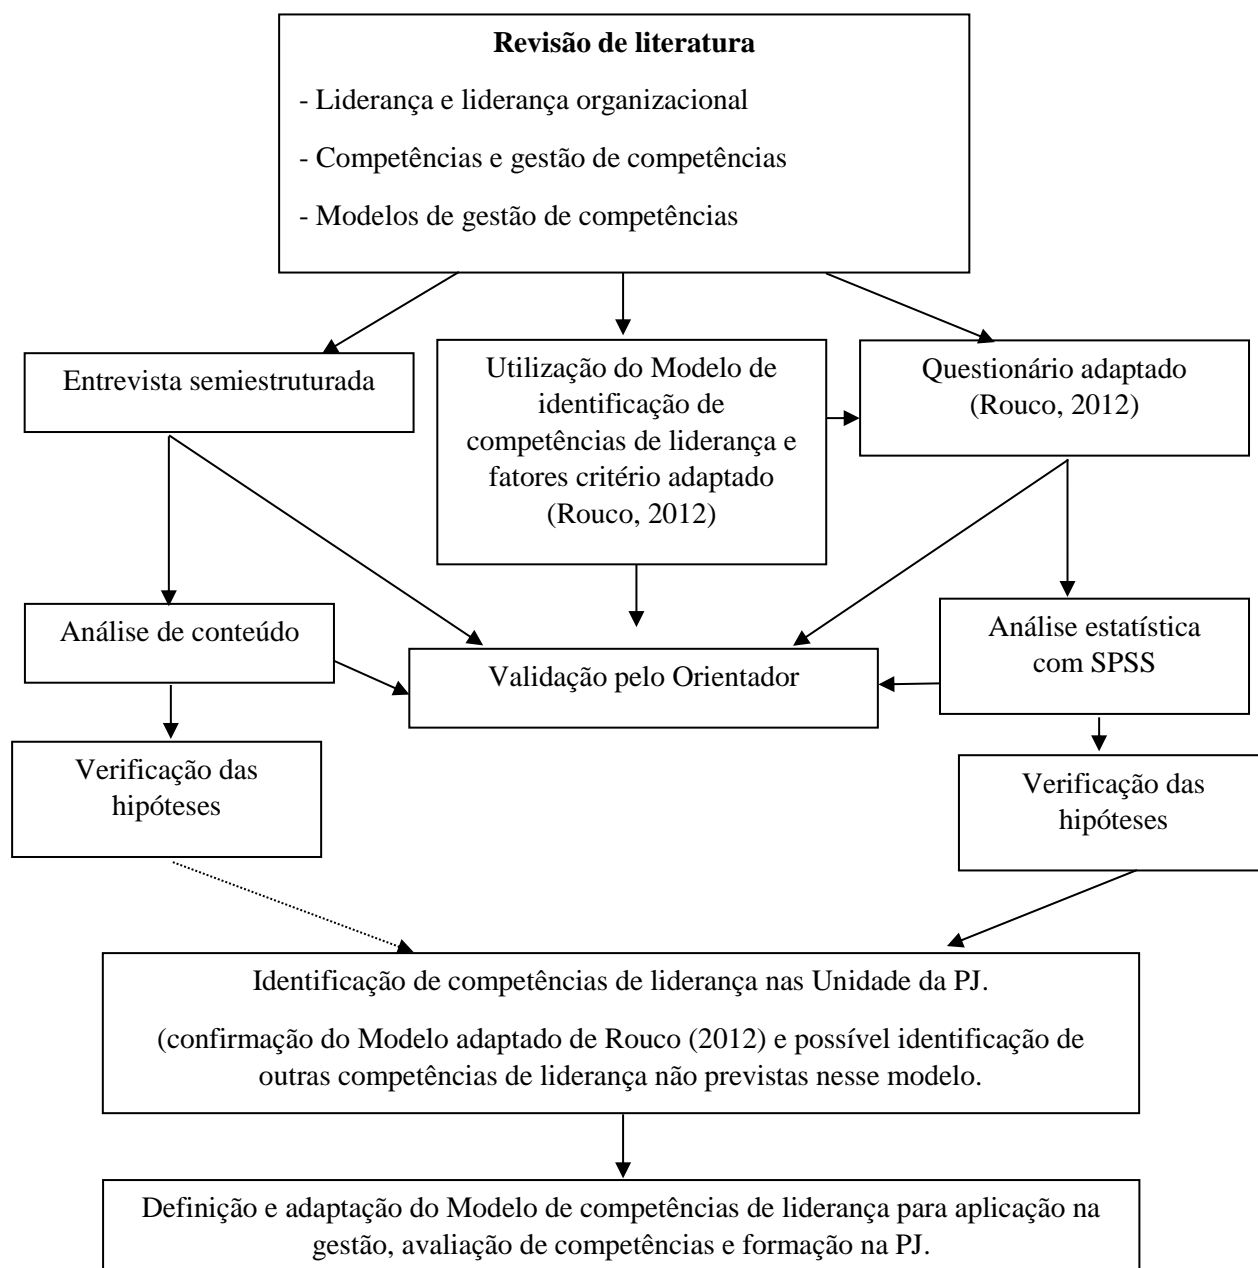 Revisão de literatura
- Liderança e liderança organizacional
- Competências e gestão de competências
- Modelos de gestão de competências
Entrevista semiestruturada
Utilização do Modelo de
identificação de
competências de liderança e
fatores critério adaptado
(Rouco, 2012)
Questionário adaptado
(Rouco, 2012)
Análise de conteúdo
Validação pelo Orientador
Análise estatística
com SPSS
Verificação das
hipóteses
Verificação das
hipóteses
Identificação de competências de liderança nas Unidade da PJ.
(confirmação do Modelo adaptado de Rouco (2012) e possível identificação de
outras competências de liderança não previstas nesse modelo.
Definição e adaptação do Modelo de competências de liderança para aplicação na
gestão, avaliação de competências e formação na PJ.